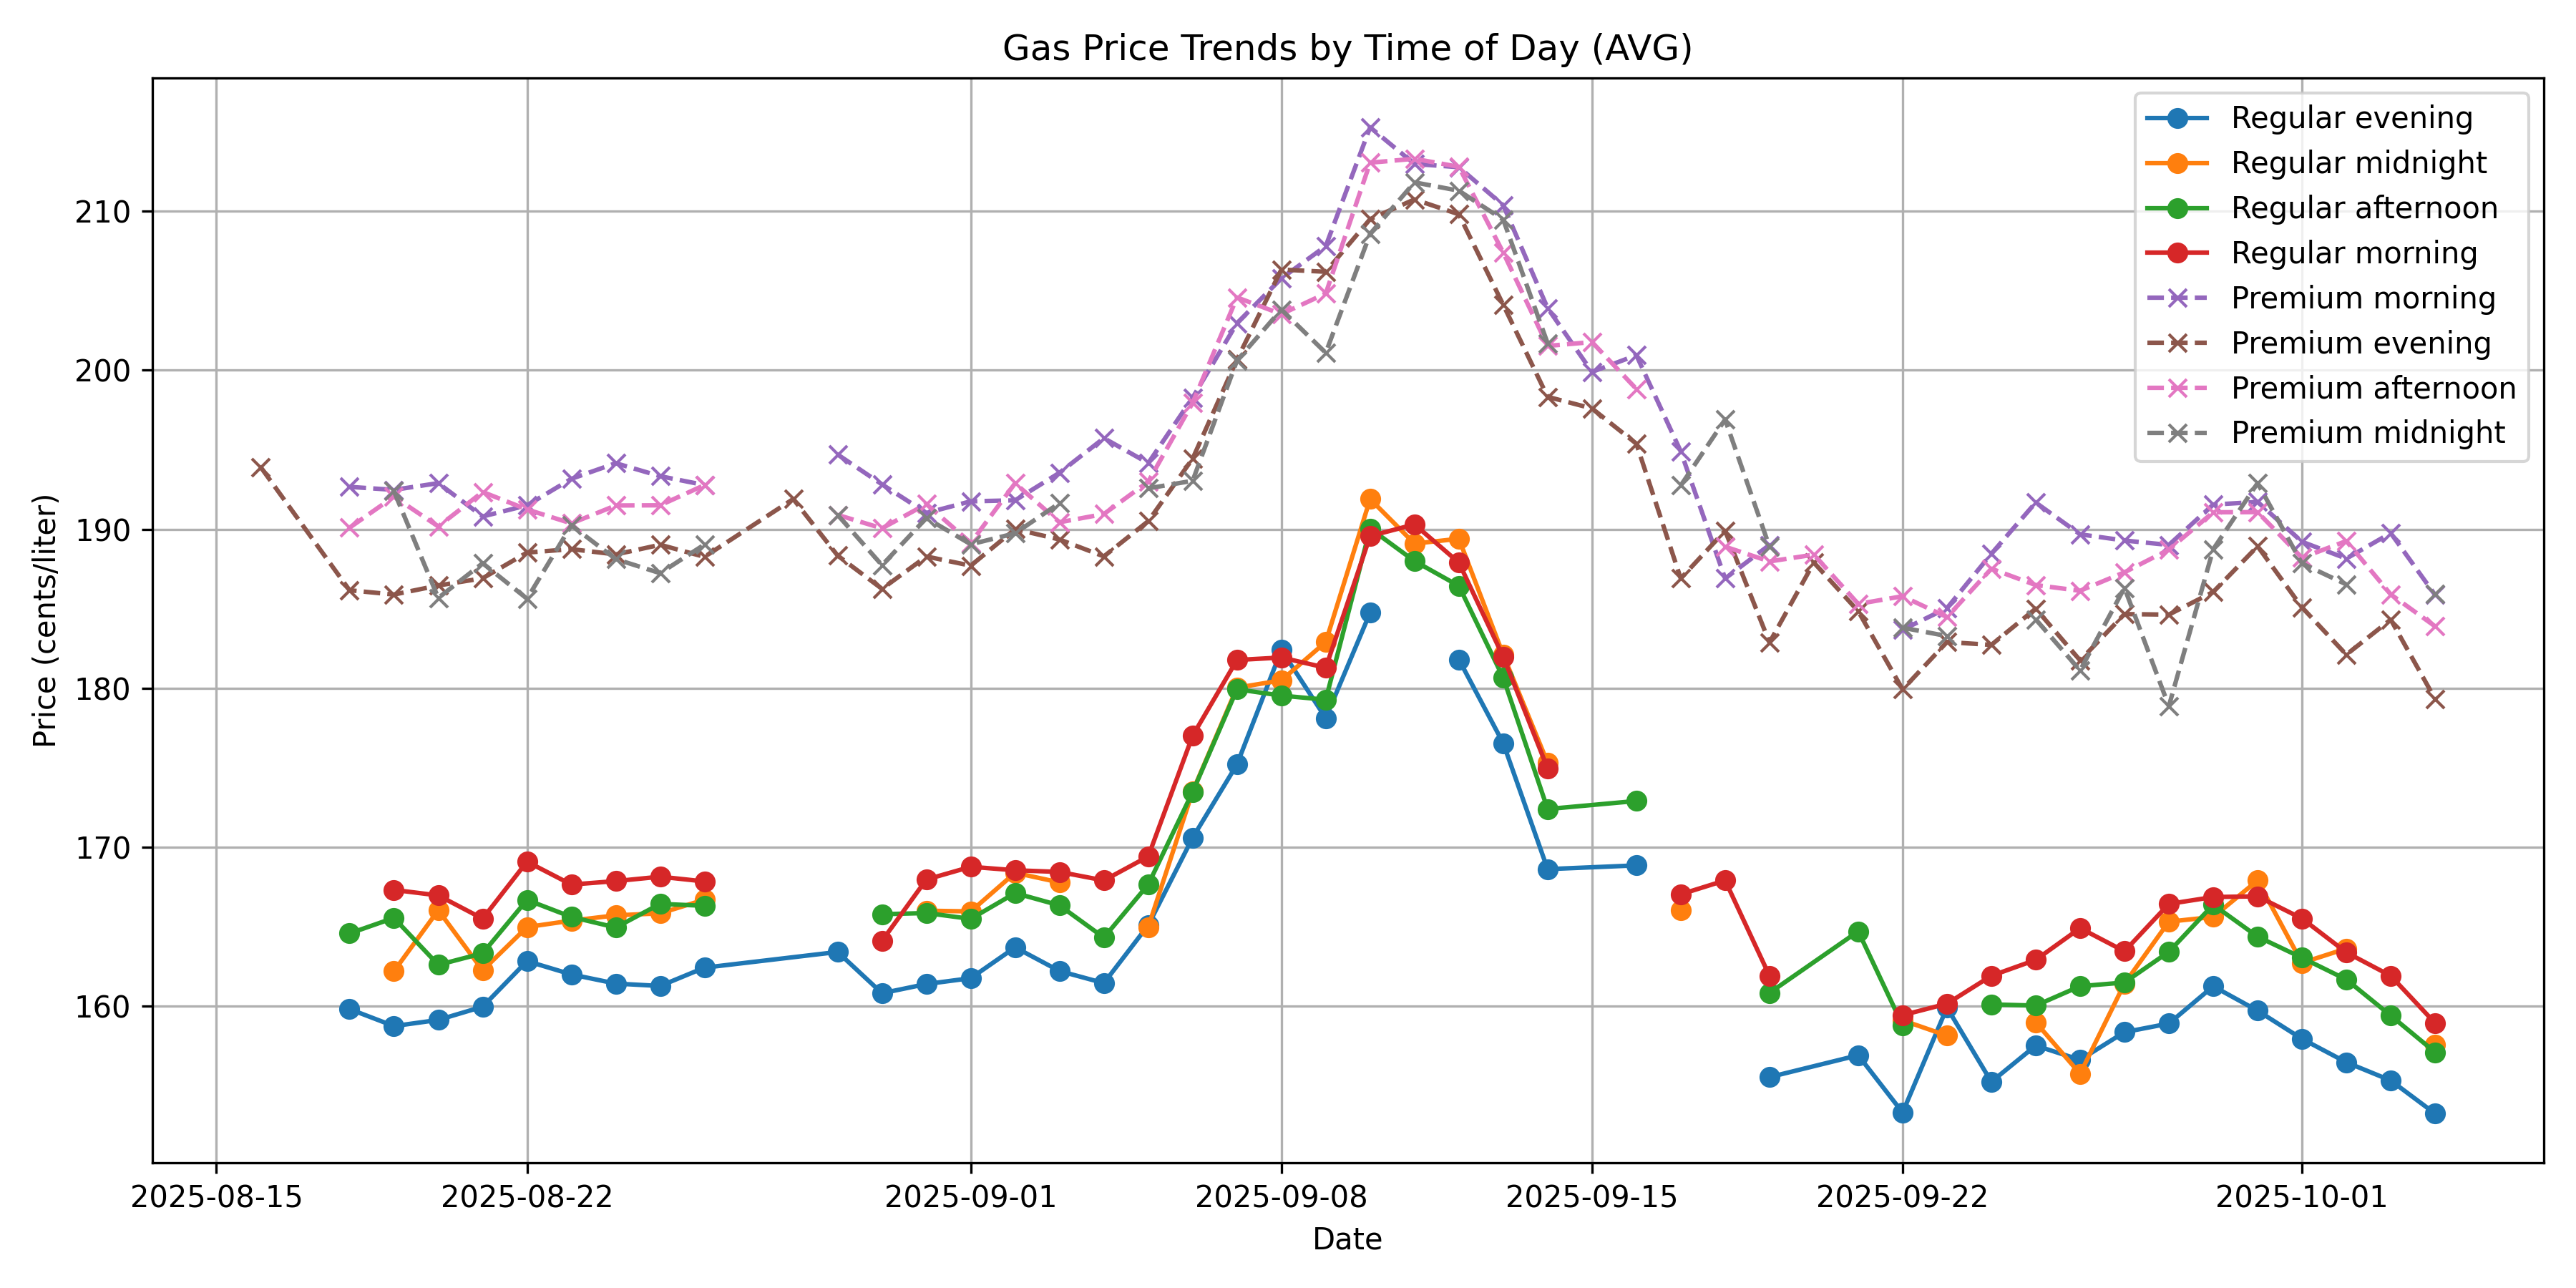 Gas Price Trends by Time of Day (AVG)
Regular evening
Regular midnight
Regular afternoon
Regular morning
Premium morning
Premium evening
Premium afternoon
Premium midnight
Price (cents/liter)
210
200
190
180
170
160
2025-08-15 2025-08-22 2025-09-01 2025-09-08 2025-09-15 2025-09-22 2025-10-01
Date